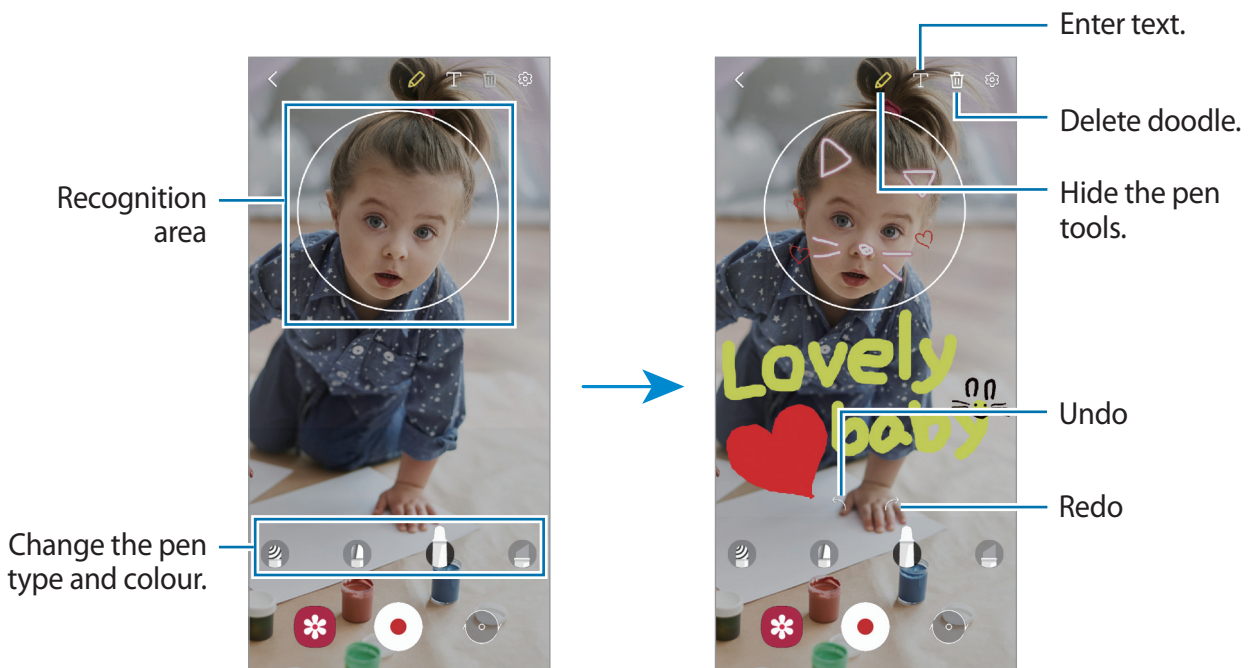 Enter text.
Delete doodle.
Recognition
area
Hide the pen
tools.
T
T
Lovely
baby
Undo
Redo
Change the pen
type and colour.